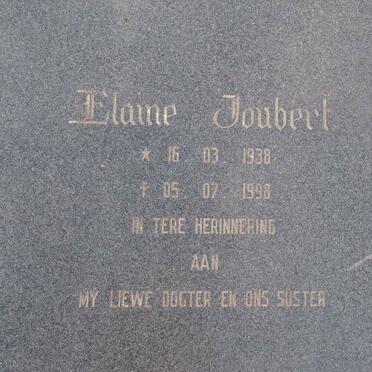 Elaine Joubert
★ 16. 03. 1938
† 05. 07. 1998
IN TERE HERINNERING
AAN
MY LIEWE DOGTER EN ONS SUSTER